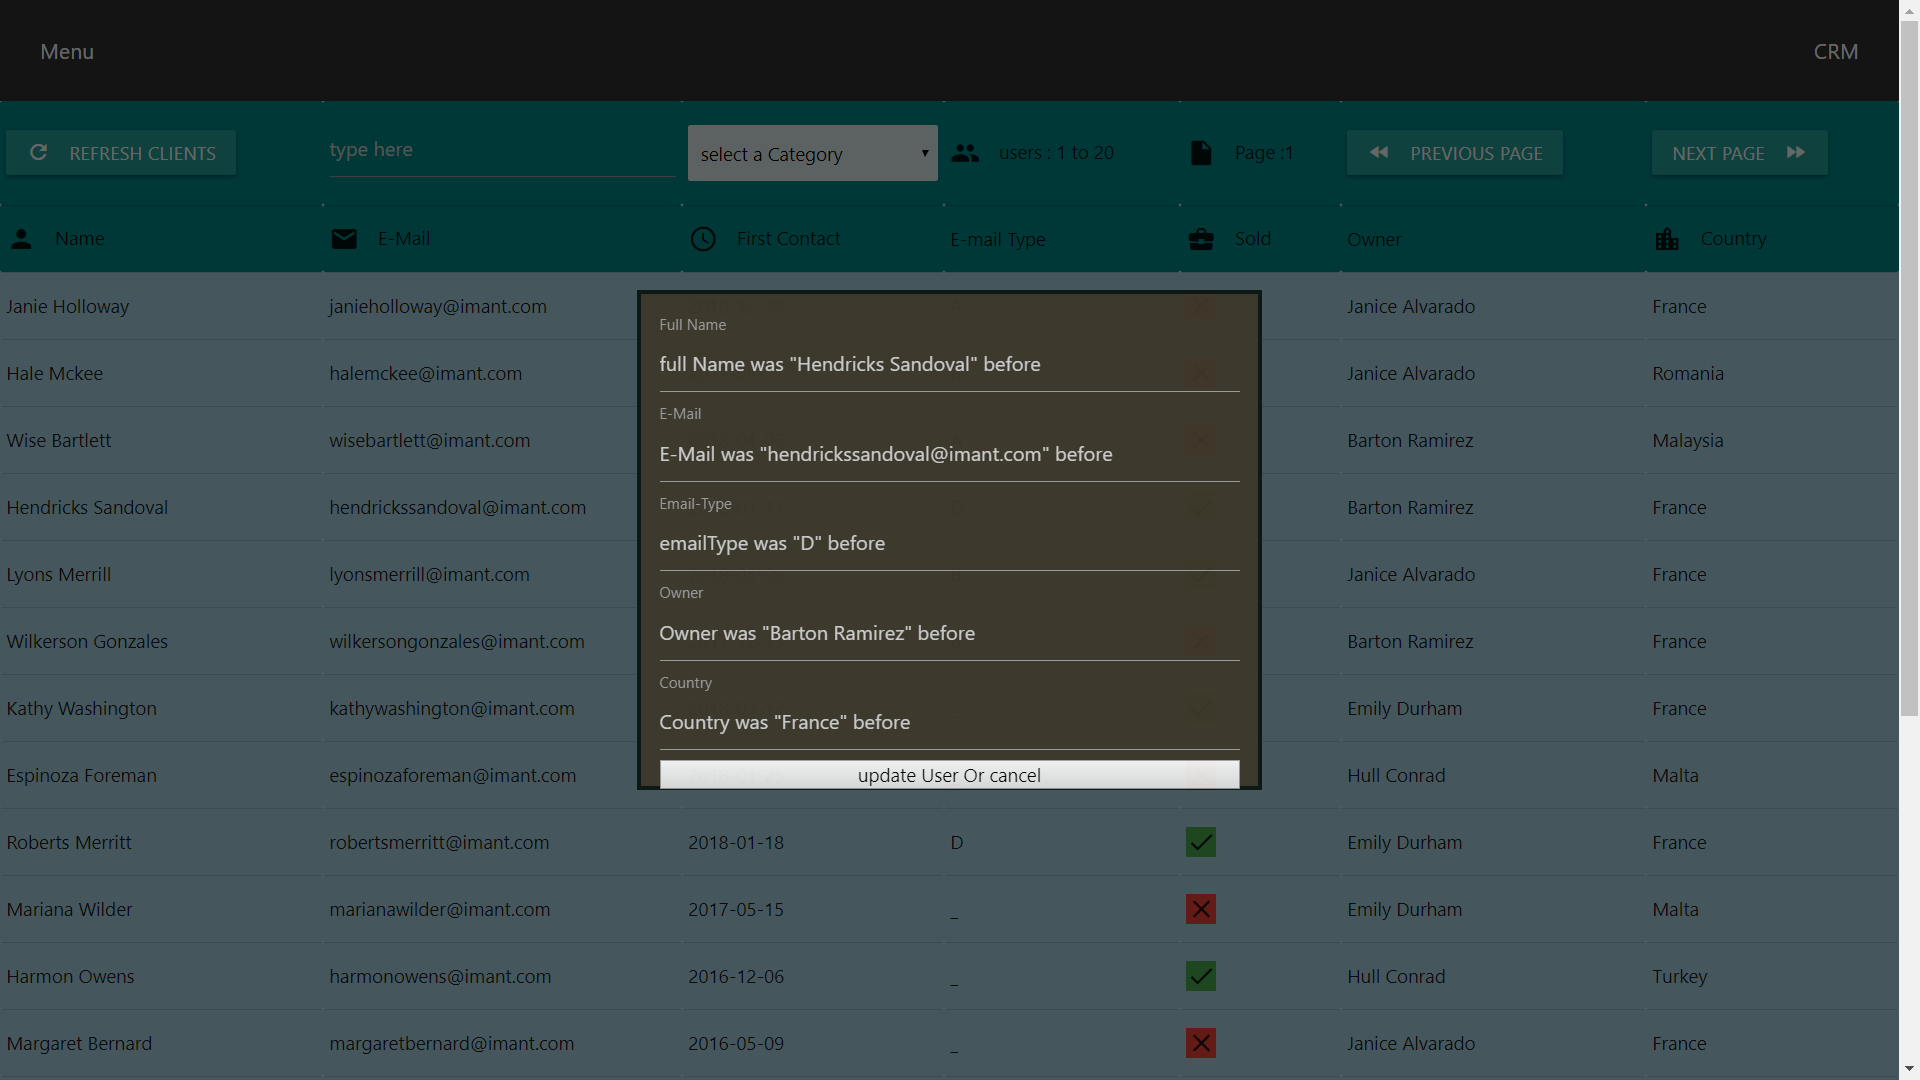 Menu CRM
REFRESH CLIENTS type here select a Category users : 1 to 20 Page :1 PREVIOUS PAGE NEXT PAGE
Name E-Mail First Contact E-mail Type Sold Owner Country
Janie Holloway janieholloway@imant.com Janice Alvarado France
Hale Mckee halemckee@imant.com Janice Alvarado Romania
Wise Bartlett wisebartlett@imant.com Barton Ramirez Malaysia
Hendricks Sandoval hendrickssandoval@imant.com Barton Ramirez France
Lyons Merrill lyonsmerrill@imant.com Janice Alvarado France
Wilkerson Gonzales wilkersongonzales@imant.com Barton Ramirez France
Kathy Washington kathywashington@imant.com Emily Durham France
Espinoza Foreman espinozaforeman@imant.com Hull Conrad Malta
Roberts Merritt robertsmerritt@imant.com 2018-01-18 D Emily Durham France
Mariana Wilder marianawilder@imant.com 2017-05-15 _ Emily Durham Malta
Harmon Owens harmonowens@imant.com 2016-12-06 _ Hull Conrad Turkey
Margaret Bernard margaretbernard@imant.com 2016-05-09 _ Janice Alvarado France
Full Name
full Name was "Hendricks Sandoval" before
E-Mail
E-Mail was "hendrickssandoval@imant.com" before
Email-Type
emailType was "D" before
Owner
Owner was "Barton Ramirez" before
Country
Country was "France" before
update User Or cancel